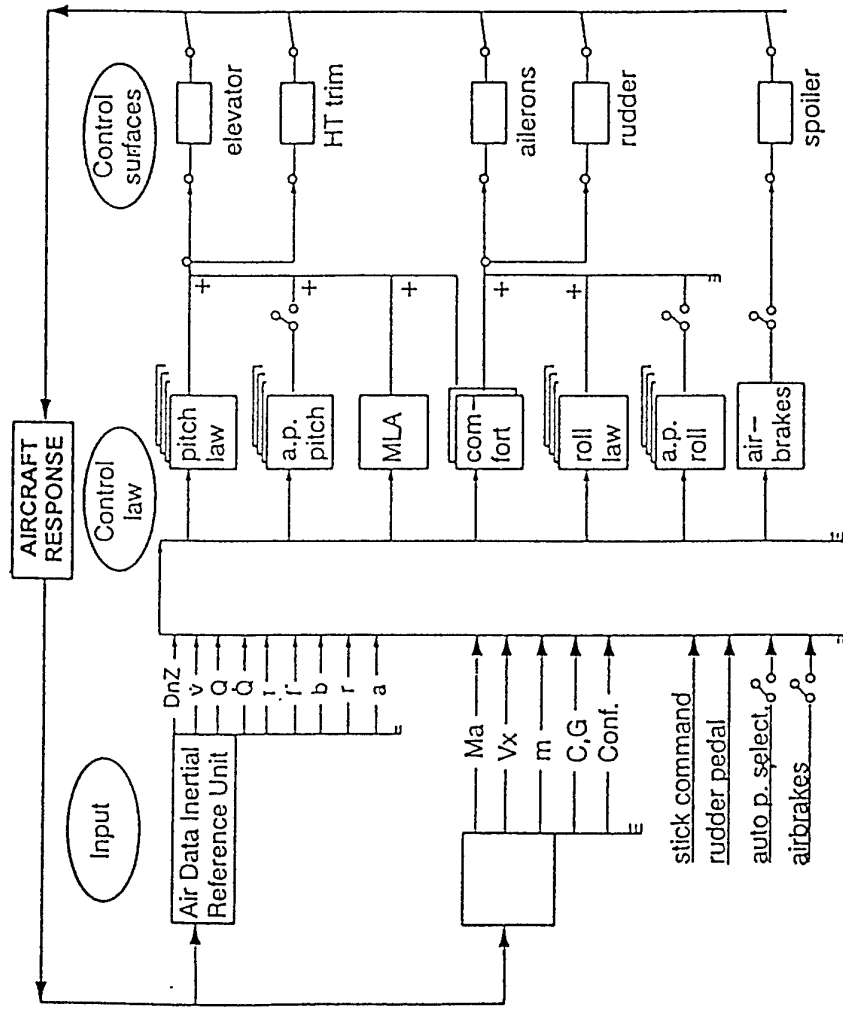 AIRCRAFT
RESPONSE
Input
Control
law
Control
surfaces
Air Data Inertial
Reference Unit
DnZ
v̇
Q
Q̇
b
r
a
Ma
Vx
m
C,G
Conf.
stick command
rudder pedal
auto p. select.
airbrakes
pitch
law
a.p.
pitch
MLA
com-
fort
roll
law
a.p.
roll
air-
brakes
+
+
+
+
+
elevator
HT trim
ailerons
rudder
spoiler